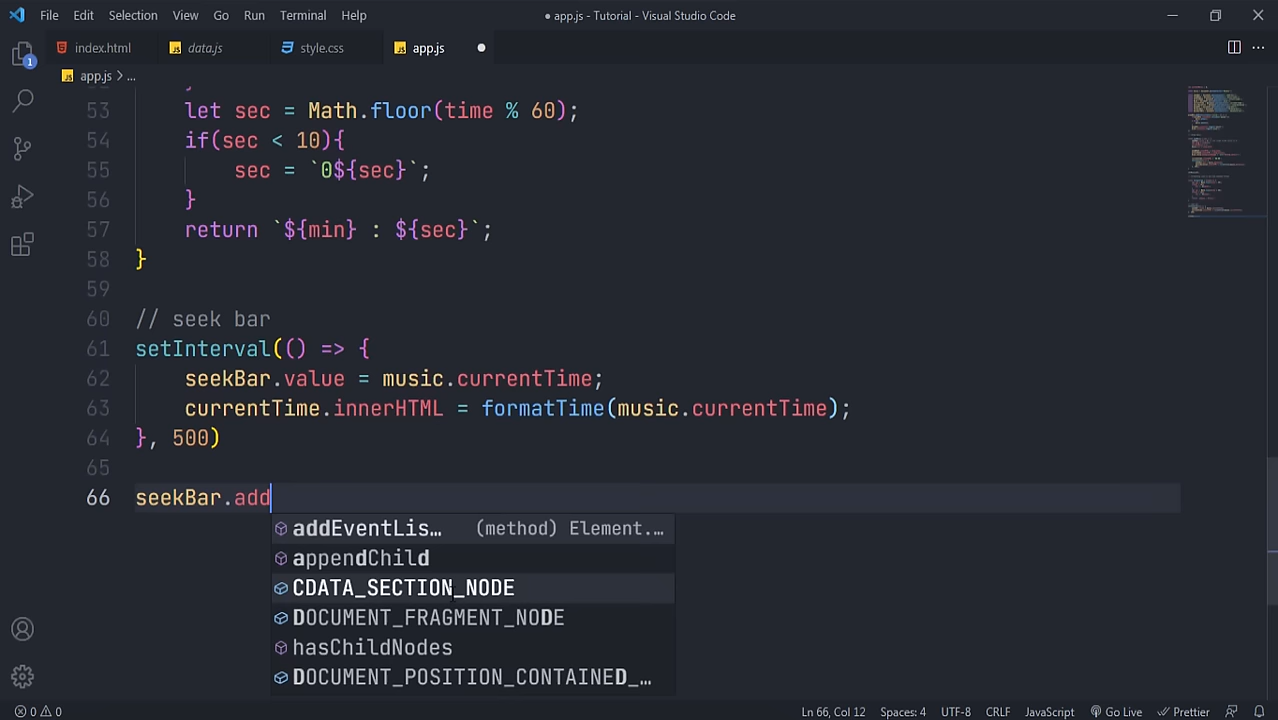 File Edit Selection View Go Run Terminal Help ● app.js - Tutorial - Visual Studio Code
index.html data.js style.css app.js
app.js > ...
53 let sec = Math.floor(time % 60);
54 if(sec < 10){
55 sec = `0${sec}`;
56 }
57 return `${min} : ${sec}`;
58 }
59
60 // seek bar
61 setInterval(() => {
62 seekBar.value = music.currentTime;
63 currentTime.innerHTML = formatTime(music.currentTime);
64 }, 500)
65
66 seekBar.add
addEventLis… (method) Element.…
appendChild
CDATA_SECTION_NODE
DOCUMENT_FRAGMENT_NODE
hasChildNodes
DOCUMENT_POSITION_CONTAINED_…
1
0 0 Ln 66, Col 12 Spaces: 4 UTF-8 CRLF JavaScript Go Live Prettier